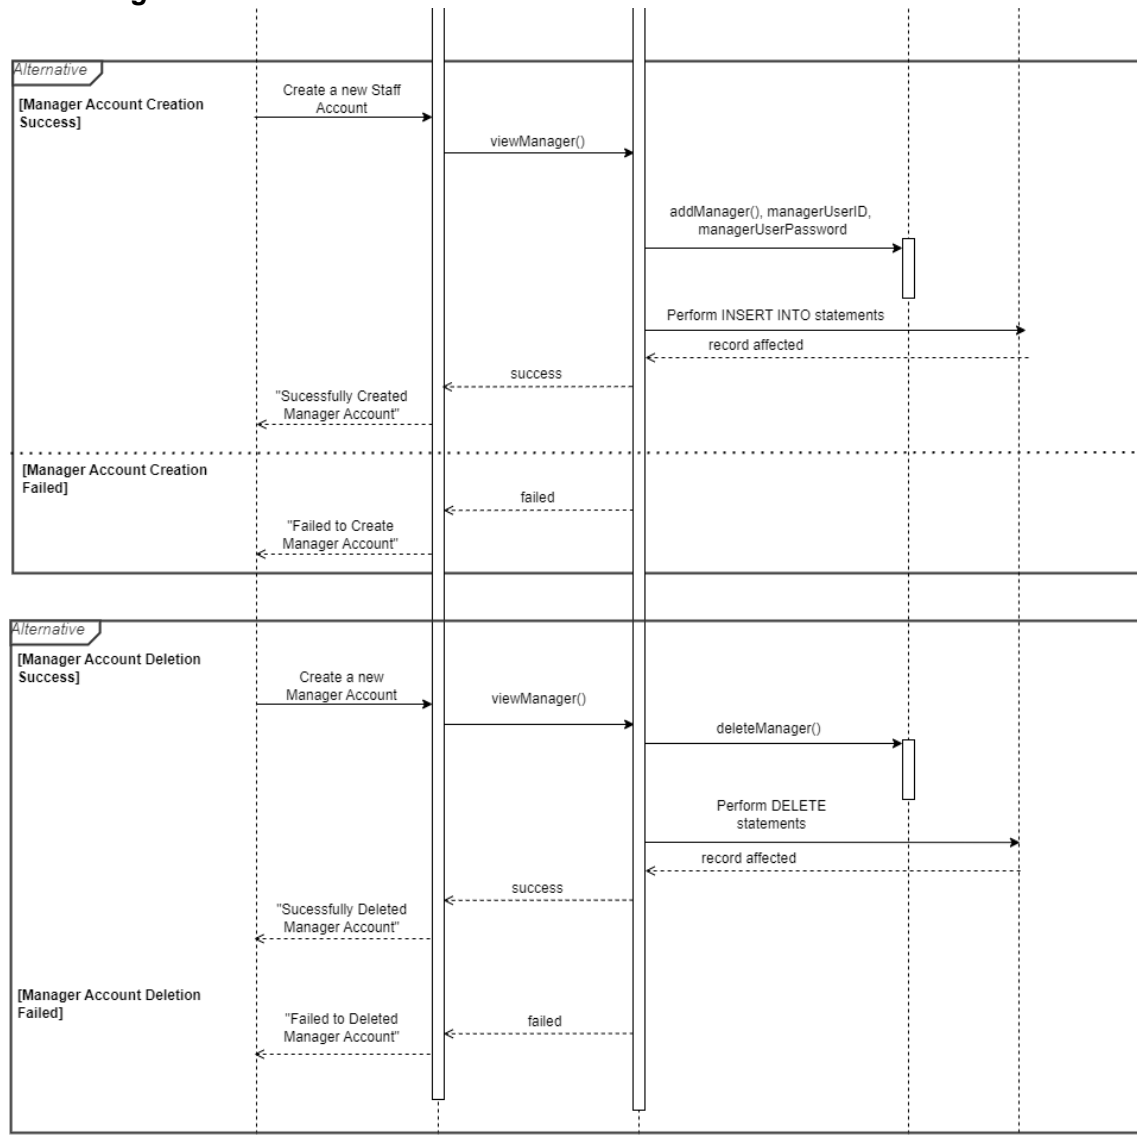 Alternative
[Manager Account Creation
Success]
Create a new Staff
Account
viewManager()
addManager(), managerUserID,
managerUserPassword
Perform INSERT INTO statements
record affected
success
"Sucessfully Created
Manager Account"
[Manager Account Creation
Failed]
failed
"Failed to Create
Manager Account"
Alternative
[Manager Account Deletion
Success]
Create a new
Manager Account
viewManager()
deleteManager()
Perform DELETE
statements
record affected
success
"Sucessfully Deleted
Manager Account"
[Manager Account Deletion
Failed]
failed
"Failed to Deleted
Manager Account"